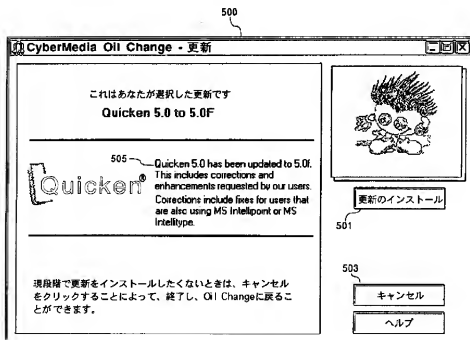 500
CyberMedia Oil Change - 更新
これはあなたが選択した更新です
Quicken 5.0 to 5.0F
505
Quicken®
Quicken 5.0 has been updated to 5.0f.
This includes corrections and
enhancements requested by our users.
Corrections include fixes for users that
are also using MS Intellipoint or MS
Intellitype.
更新のインストール
501
現段階で更新をインストールしたくないときは、キャンセル
をクリックすることによって、終了し、Oil Changeに戻るこ
とができます。
503
キャンセル
ヘルプ